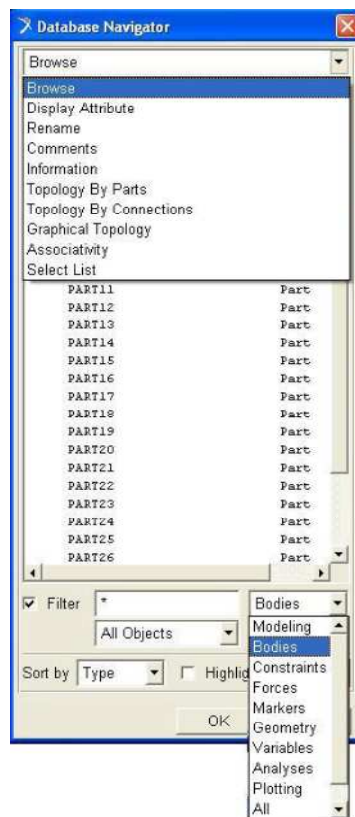 Database Navigator
Browse
Browse
Display Attribute
Rename
Comments
Information
Topology By Parts
Topology By Connections
Graphical Topology
Associativity
Select List
PART11 Part
PART12 Part
PART13 Part
PART14 Part
PART15 Part
PART16 Part
PART17 Part
PART18 Part
PART19 Part
PART20 Part
PART21 Part
PART22 Part
PART23 Part
PART24 Part
PART25 Part
PART26 Part
Filter * Bodies
All Objects
Modeling
Bodies
Constraints
Forces
Markers
Geometry
Variables
Analyses
Plotting
All
Sort by Type Highlig
OK